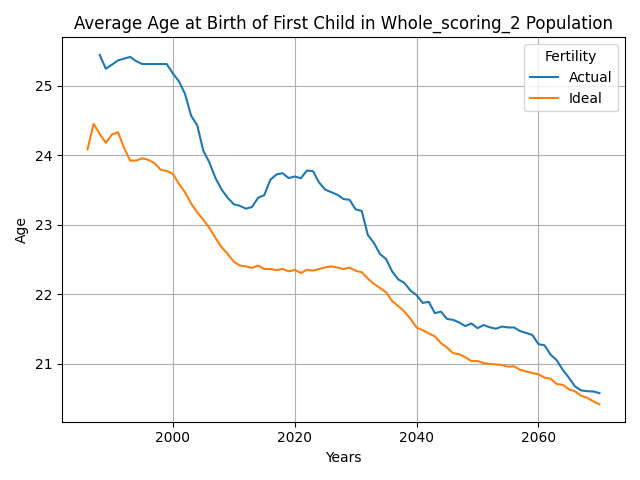 Average Age at Birth of First Child in Whole_scoring_2 Population
Fertility
Actual
Ideal
Age
25
24
23
22
21
2000
2020
2040
2060
Years